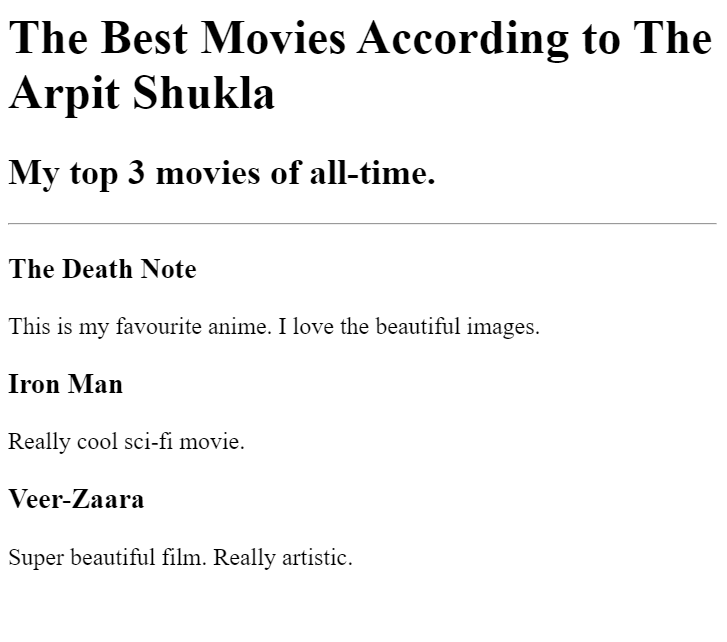 The Best Movies According to The
Arpit Shukla
My top 3 movies of all-time.
The Death Note
This is my favourite anime. I love the beautiful images.
Iron Man
Really cool sci-fi movie.
Veer-Zaara
Super beautiful film. Really artistic.